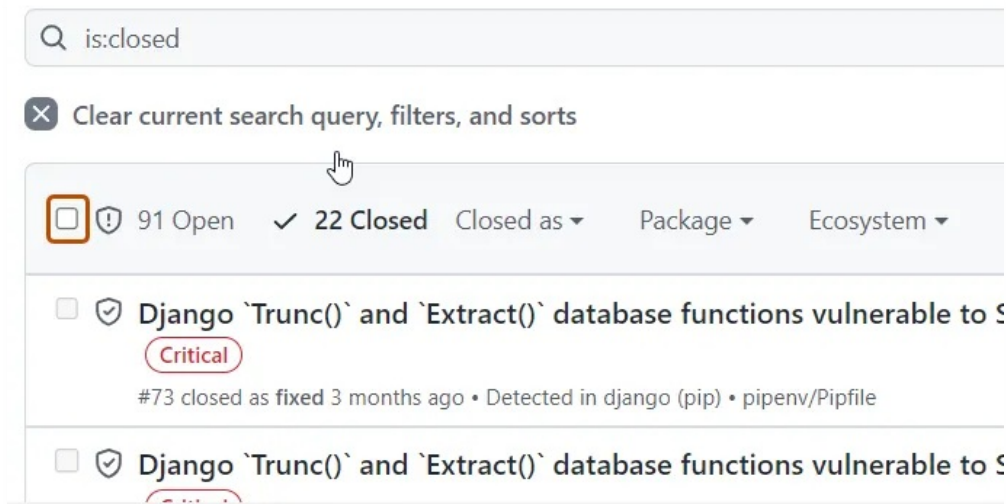 is:closed
Clear current search query, filters, and sorts
91 Open 22 Closed Closed as Package Ecosystem
Django `Trunc()` and `Extract()` database functions vulnerable to
Critical
#73 closed as fixed 3 months ago • Detected in django (pip) • pipenv/Pipfile
Django `Trunc()` and `Extract()` database functions vulnerable to